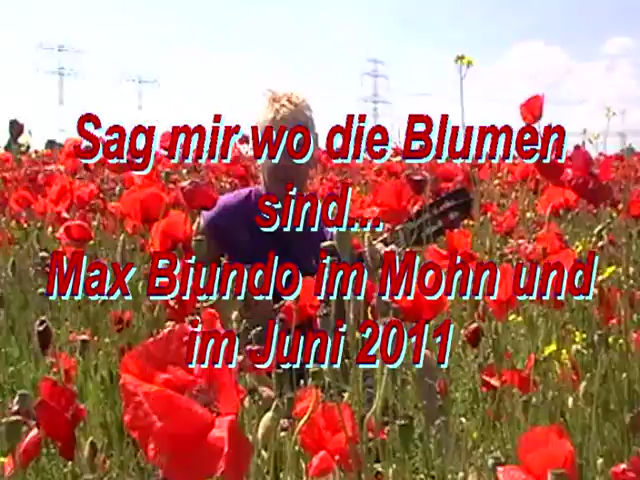 Sag mir wo die Blumen
sind...
Max Biundo im Mohn und
im Juni 2011